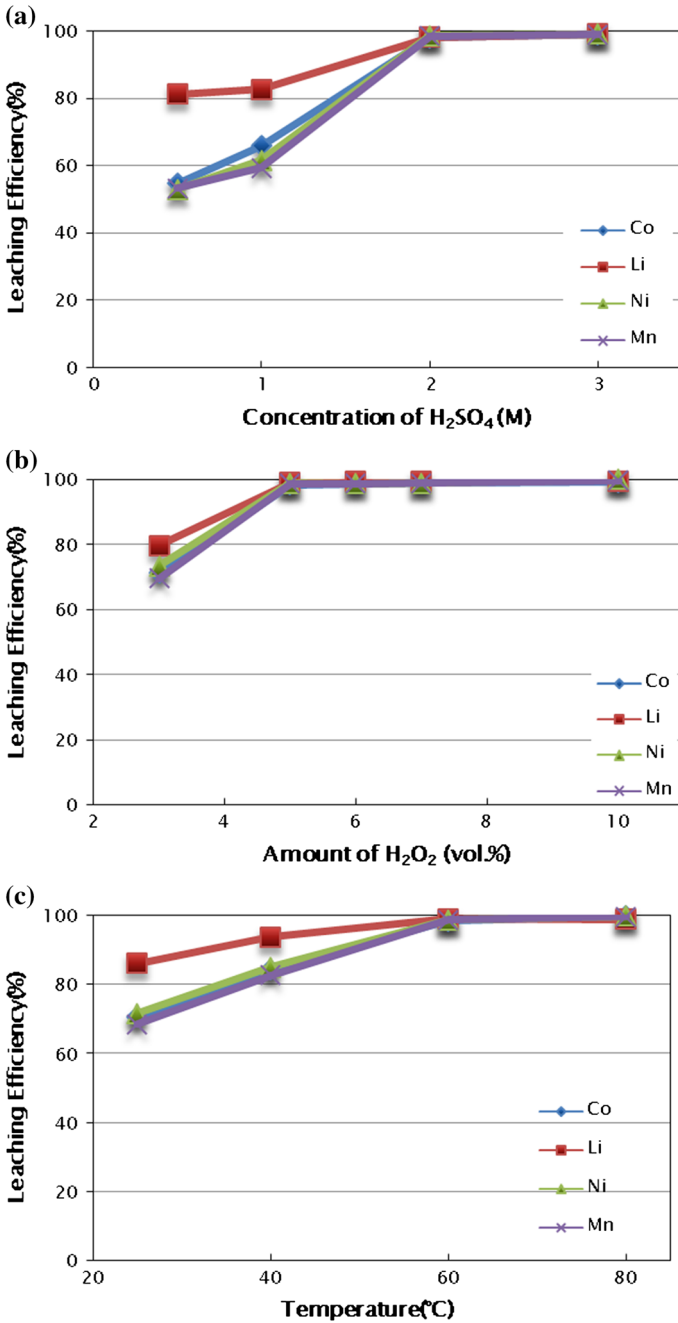 (a)
100
80
60
40
20
0
Leaching Efficiency(%)
Co
Li
Ni
Mn
0 1 2 3
Concentration of H₂SO₄ (M)
(b)
100
80
60
40
20
0
Leaching Efficiency(%)
Co
Li
Ni
Mn
2 4 6 8 10
Amount of H₂O₂ (vol.%)
(c)
100
80
60
40
20
0
Leaching Efficiency(%)
Co
Li
Ni
Mn
20 40 60 80
Temperature(°C)